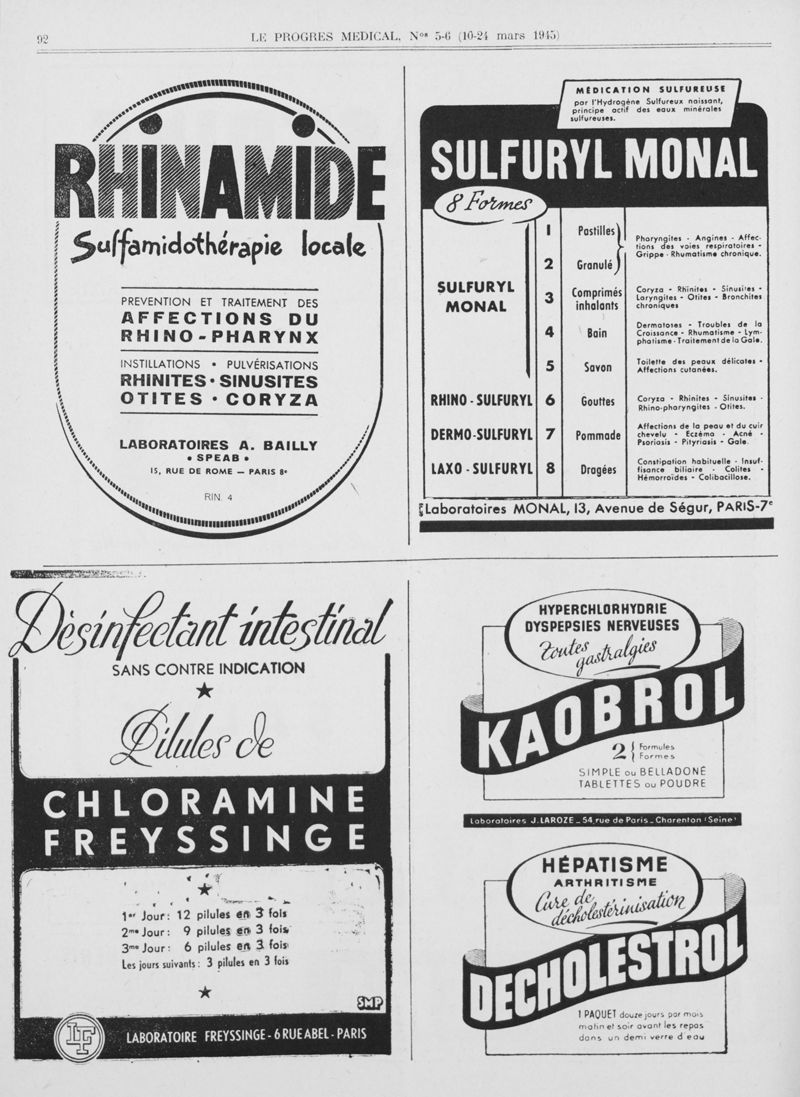 92
LE PROGRES MEDICAL, Nos 5-6 (10-24 mars 1945)
RHINAMIDE
Sulfamidothérapie locale
PREVENTION ET TRAITEMENT DES
AFFECTIONS DU
RHINO-PHARYNX
INSTILLATIONS • PULVÉRISATIONS
RHINITES • SINUSITES
OTITES • CORYZA
LABORATOIRES A. BAILLY
• SPEAB •
15, RUE DE ROME — PARIS 8e
RIN. 4
MÉDICATION SULFUREUSE
par l'Hydrogène Sulfureux naissant,
principe actif des eaux minérales
sulfureuses.
SULFURYL MONAL
8 Formes
SULFURYL
MONAL
1 Pastilles
2 Granulé
Pharyngites - Angines - Affec-
tions des voies respiratoires -
Grippe - Rhumatisme chronique.
3 Comprimés
inhalants
Coryza - Rhinites - Sinusites -
Laryngites - Otites - Bronchites
chroniques
4 Bain
Dermatoses - Troubles de la
Croissance - Rhumatisme - Lym-
phatisme - Traitement de la Gale.
5 Savon
Toilette des peaux délicates -
Affections cutanées.
RHINO-SULFURYL 6 Gouttes
Coryza - Rhinites - Sinusites -
Rhino-pharyngites - Otites.
DERMO-SULFURYL 7 Pommade
Affections de la peau et du cuir
chevelu - Eczéma - Acné -
Psoriasis - Pityriasis - Gale.
LAXO-SULFURYL 8 Dragées
Constipation habituelle - Insuf-
fisance biliaire - Colites -
Hémorroïdes - Colibacillose.
Laboratoires MONAL, 13, Avenue de Ségur, PARIS-7e
Désinfectant intestinal
SANS CONTRE INDICATION
Pilules de
CHLORAMINE
FREYSSINGE
1er Jour: 12 pilules en 3 fois
2me Jour: 9 pilules en 3 fois
3me Jour: 6 pilules en 3 fois
Les jours suivants: 3 pilules en 3 fois
SMP
LF
LABORATOIRE FREYSSINGE - 6 RUE ABEL - PARIS
HYPERCHLORHYDRIE
DYSPEPSIES NERVEUSES
Toutes
gastralgies
KAOBROL
2 { Formules
Formes
SIMPLE ou BELLADONÉ
TABLETTES ou POUDRE
Laboratoires J. LAROZE _ 54, rue de Paris _ Charenton (Seine)
HÉPATISME
ARTHRITISME
Cure de
décholestérinisation
DECHOLESTROL
1 PAQUET douze jours par mois
matin et soir avant les repas
dans un demi verre d'eau